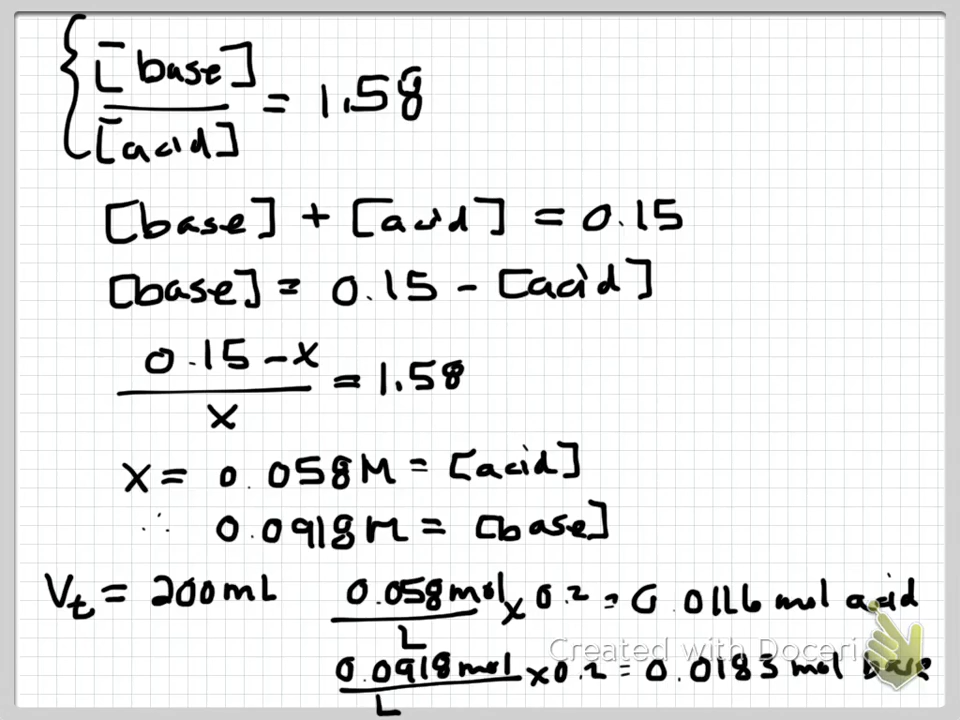 [base]
[acid] = 1.58
[base] + [acid] = 0.15
[base] = 0.15 - [acid]
0.15 - x
x = 1.58
x = 0.058M = [acid]
∴ 0.0918M = [base]
Vt = 200mL
0.058mol
L x 0.2 = 0.0116 mol acid
Created with Doceri
0.0918mol
L x 0.2 = 0.0183 mol base